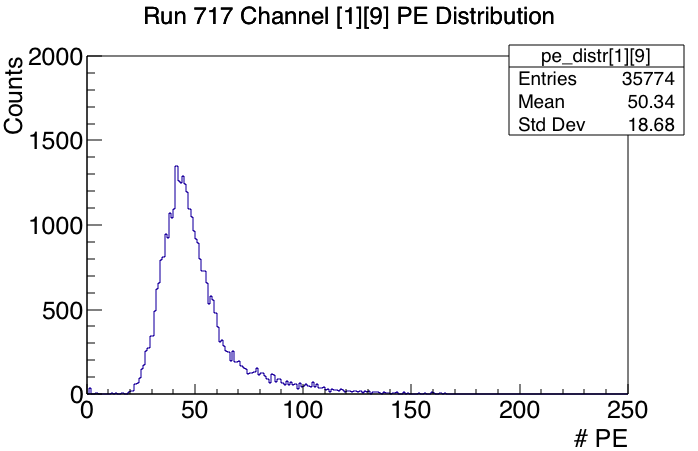 Run 717 Channel [1][9] PE Distribution
pe_distr[1][9]
Entries 35774
Mean 50.34
Std Dev 18.68
Counts
2000
1500
1000
500
0
0 50 100 150 200 250
# PE